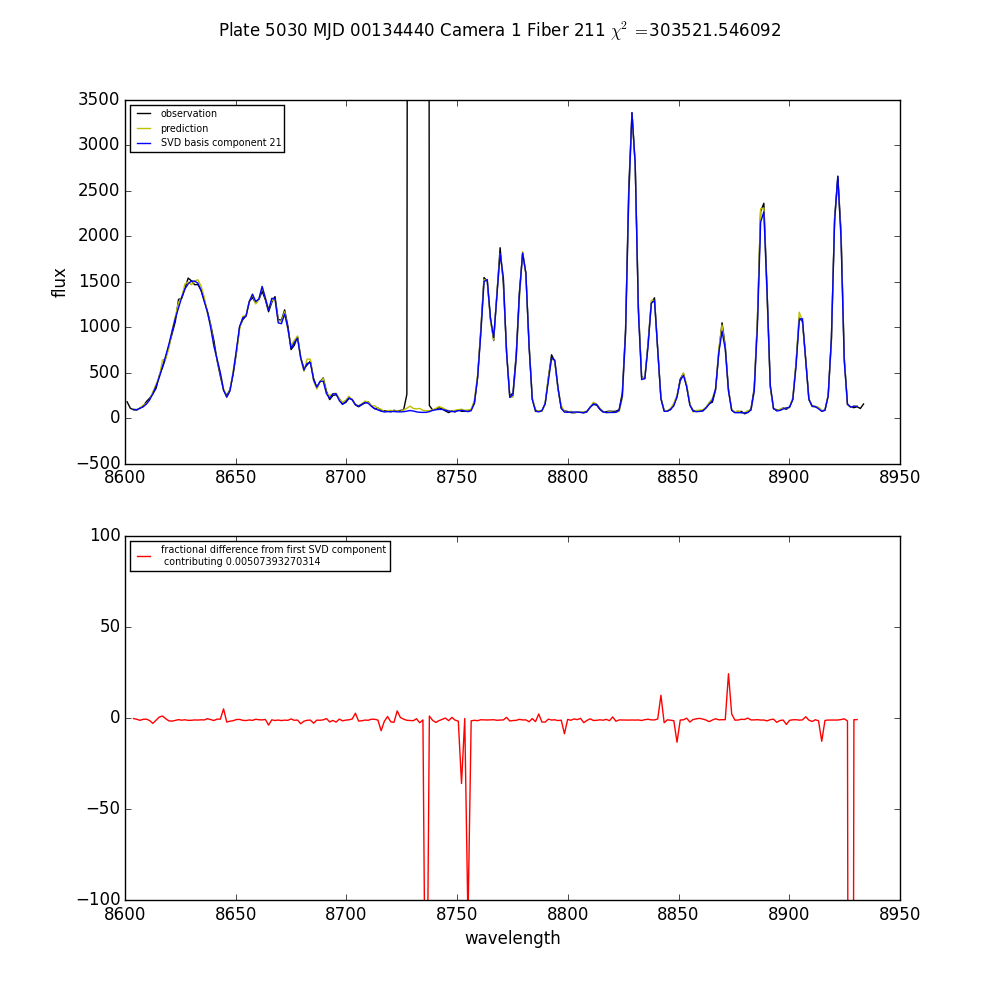 Plate 5030 MJD 00134440 Camera 1 Fiber 211 χ² =303521.546092
3500
3000
2500
2000
1500
1000
500
0
−500
flux
observation
prediction
SVD basis component 21
8600 8650 8700 8750 8800 8850 8900 8950
100
50
0
−50
−100
fractional difference from first SVD component
contributing 0.00507393270314
8600 8650 8700 8750 8800 8850 8900 8950
wavelength